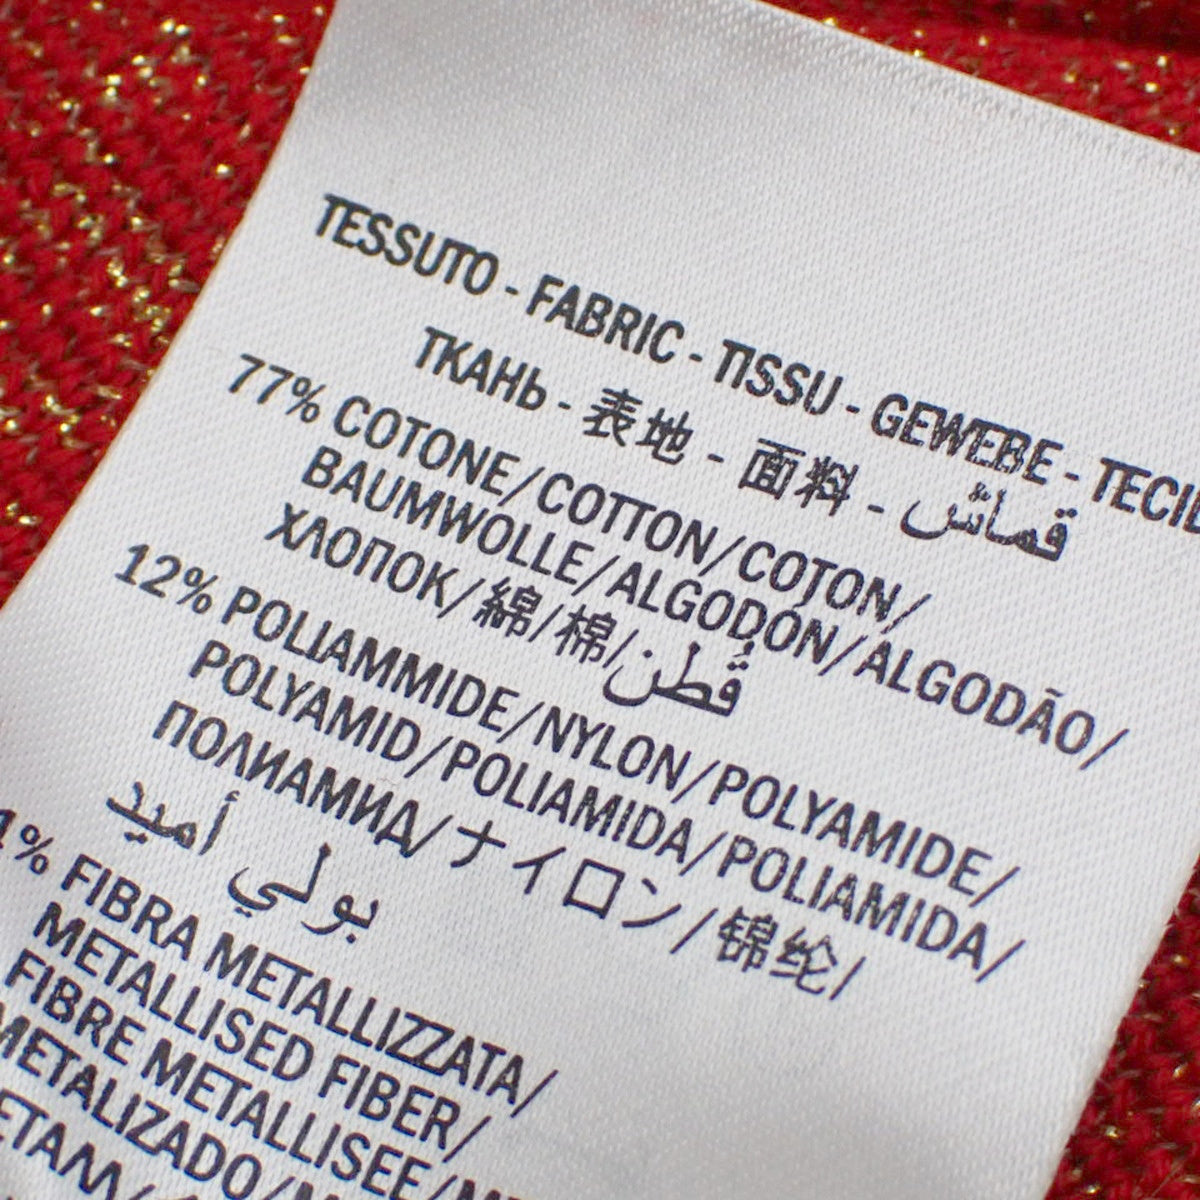 TESSUTO - FABRIC - TISSU - GEWEBE -
ТКАНЬ - 表地 - 面料 - قماش
77% COTONE/COTTON/COTON/
BAUMWOLLE/ALGODÓN/ALGODÃO/
ХЛОПОК/綿/棉/قُطن
12% POLIAMMIDE/NYLON/POLYAMIDE/
POLYAMID/POLIAMIDA/POLIAMIDA/
ПОЛИАМИД/ナイロン/锦纶/
بولي أميد
FIBRA METALLIZZATA/
METALLISED FIBER/
FIBRE METALLISEE/
METALIZADO/